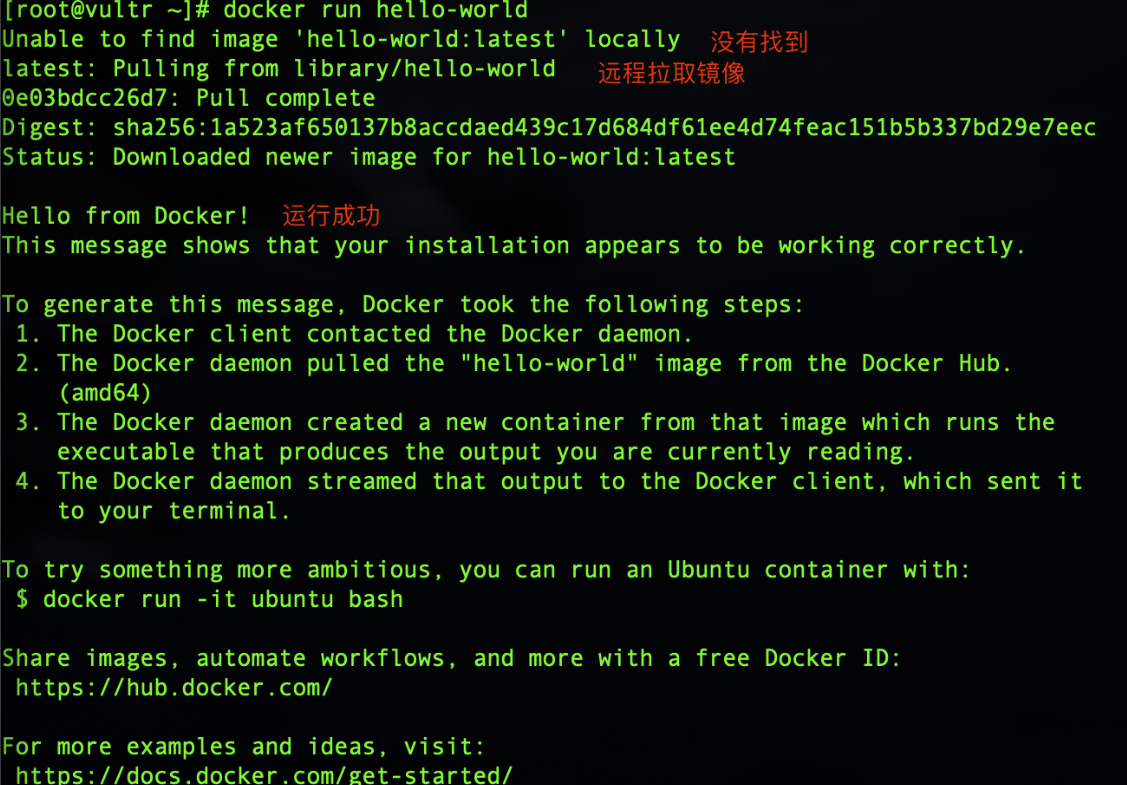 [root@vultr ~]# docker run hello-world
Unable to find image 'hello-world:latest' locally 没有找到
latest: Pulling from library/hello-world 远程拉取镜像
0e03bdcc26d7: Pull complete
Digest: sha256:1a523af650137b8accdaed439c17d684df61ee4d74feac151b5b337bd29e7eec
Status: Downloaded newer image for hello-world:latest
Hello from Docker! 运行成功
This message shows that your installation appears to be working correctly.
To generate this message, Docker took the following steps:
1. The Docker client contacted the Docker daemon.
2. The Docker daemon pulled the "hello-world" image from the Docker Hub.
(amd64)
3. The Docker daemon created a new container from that image which runs the
executable that produces the output you are currently reading.
4. The Docker daemon streamed that output to the Docker client, which sent it
to your terminal.
To try something more ambitious, you can run an Ubuntu container with:
$ docker run -it ubuntu bash
Share images, automate workflows, and more with a free Docker ID:
https://hub.docker.com/
For more examples and ideas, visit:
https://docs.docker.com/get-started/